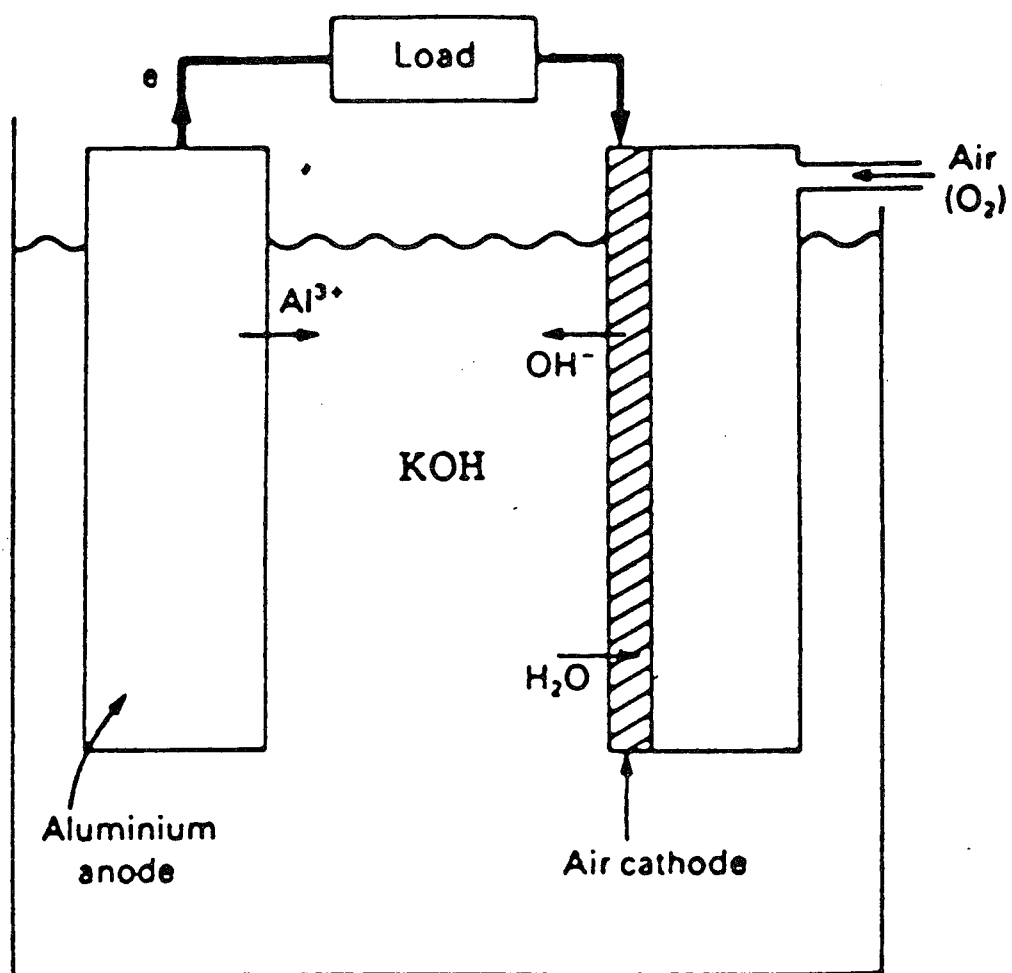 e
Load
Air
(O₂)
Al³⁺
OH⁻
KOH
H₂O
Aluminium
anode
Air cathode